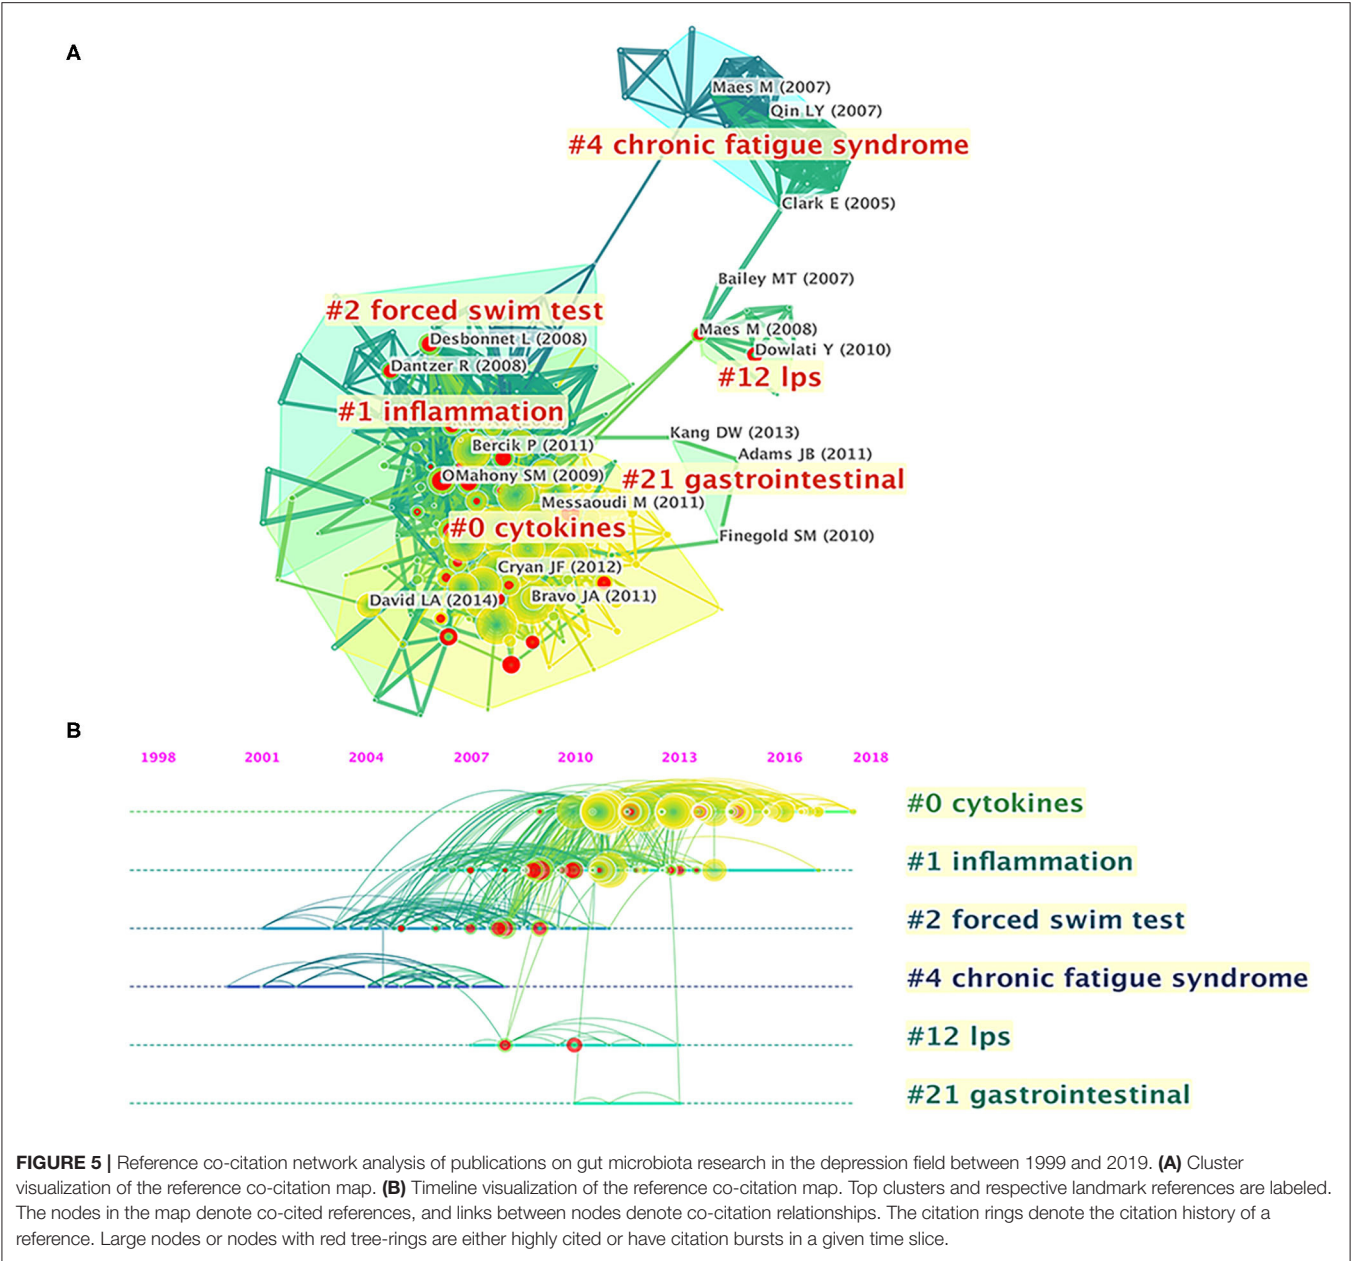 A
Maes M (2007)
Qin LY (2007)
#4 chronic fatigue syndrome
Clark E (2005)
Bailey MT (2007)
#2 forced swim test
Maes M (2008)
Desbonnet L (2008)
Dowlati Y (2010)
Dantzer R (2008)
#12 lps
#1 inflammation
Kang DW (2013)
Bercik P (2011)
Adams JB (2011)
OMahony SM (2009)
#21 gastrointestinal
Messaoudi M (2011)
#0 cytokines
Finegold SM (2010)
Cryan JF (2012)
David LA (2014)
Bravo JA (2011)
B
1998 2001 2004 2007 2010 2013 2016 2018
#0 cytokines
#1 inflammation
#2 forced swim test
#4 chronic fatigue syndrome
#12 lps
#21 gastrointestinal
FIGURE 5 | Reference co-citation network analysis of publications on gut microbiota research in the depression field between 1999 and 2019. (A) Cluster
visualization of the reference co-citation map. (B) Timeline visualization of the reference co-citation map. Top clusters and respective landmark references are labeled.
The nodes in the map denote co-cited references, and links between nodes denote co-citation relationships. The citation rings denote the citation history of a
reference. Large nodes or nodes with red tree-rings are either highly cited or have citation bursts in a given time slice.